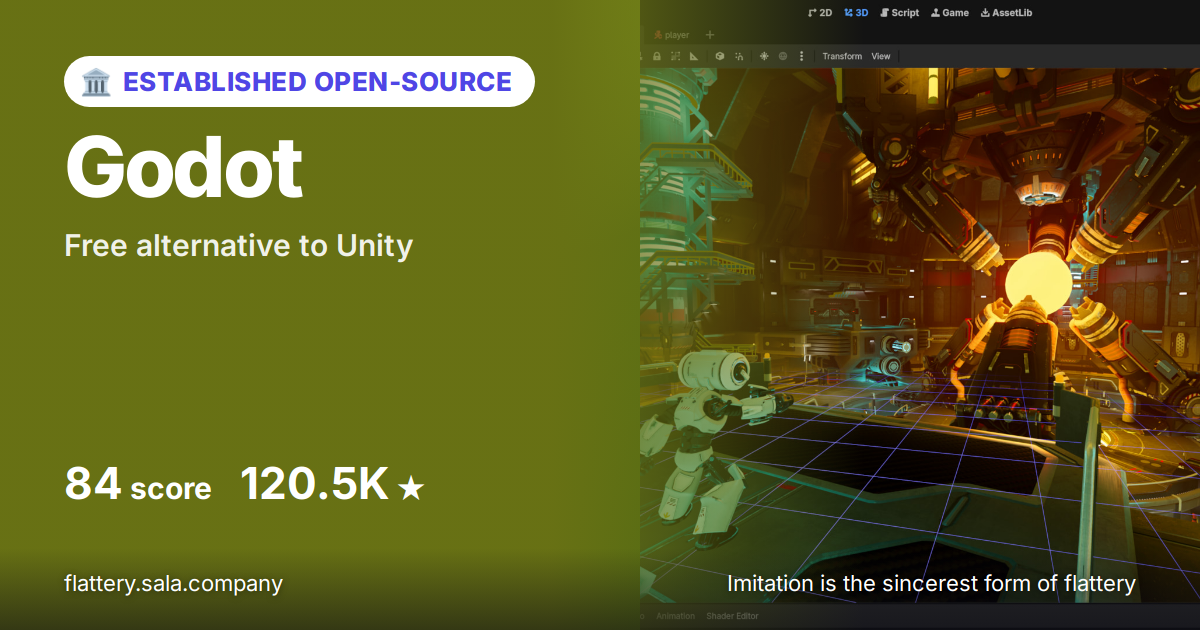 🏛️ ESTABLISHED OPEN-SOURCE
Godot
Free alternative to Unity
84 score 120.5K ★
flattery.sala.company
2D 3D Script Game AssetLib
player +
Transform View
Imitation is the sincerest form of flattery
Animation Shader Editor